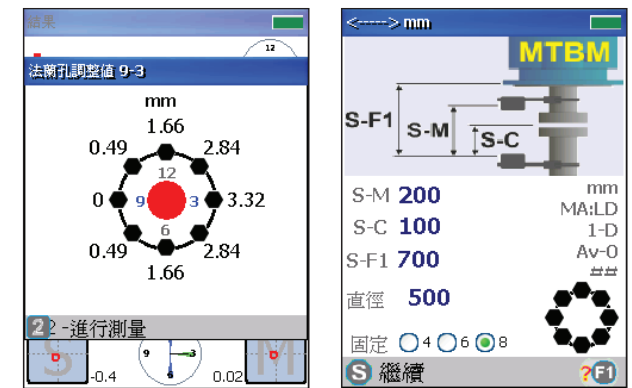 結果
12
法蘭孔調整值 9-3
mm
1.66
0.49 2.84
12
0 9 3 3.32
6
0.49 2.84
1.66
2 -進行測量
S 9 3 6 M
-0.4 0.02
<-----> mm
MTBM
S-F1 S-M S-C
S-M 200 mm
MA:LD
S-C 100 1-D
S-F1 700 Av-0
##
直徑 500
固定 4 6 8
S 繼續 ?F1